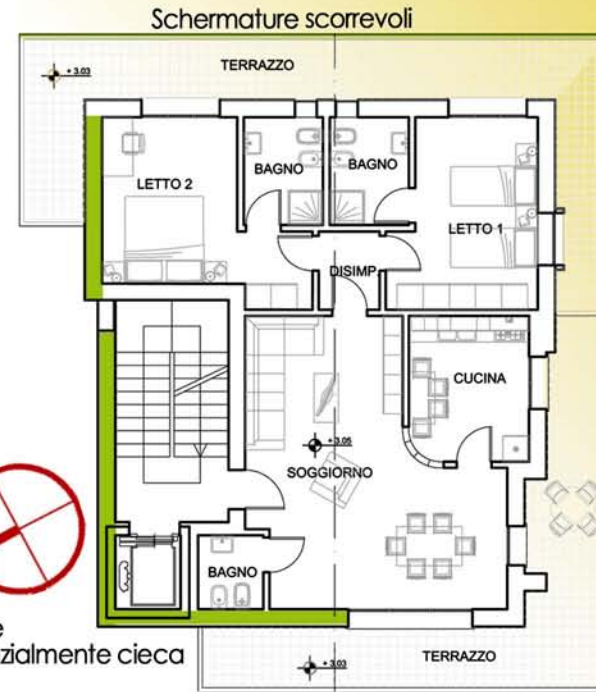 Schermature scorrevoli
TERRAZZO
+ 3.03
BAGNO
BAGNO
LETTO 2
LETTO 1
DISIMP.
CUCINA
+ 3.05
SOGGIORNO
BAGNO
zialmente cieca
TERRAZZO
+ 3.03